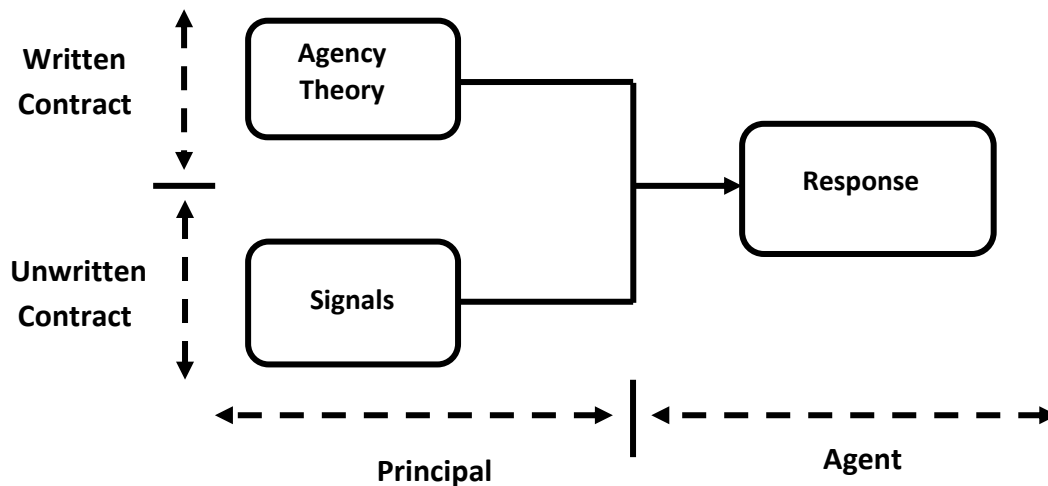 Written
Contract
Agency
Theory
Response
Unwritten
Contract
Signals
Principal
Agent